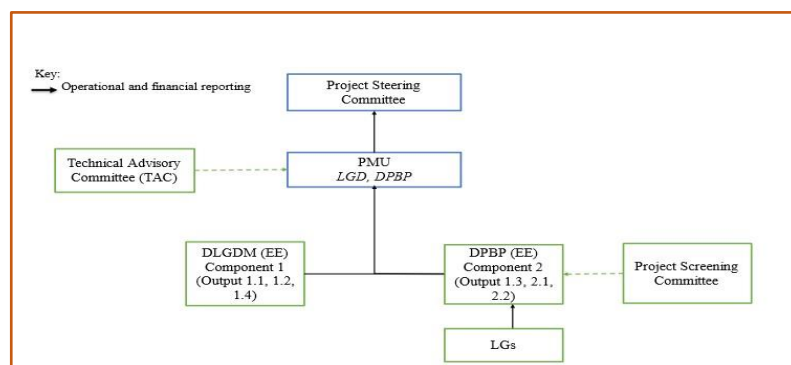 Key:
Operational and financial reporting
Project Steering
Committee
Technical Advisory
Committee (TAC)
PMU
LGD, DPBP
DLGDM (EE)
Component 1
(Output 1.1, 1.2,
1.4)
DPBP (EE)
Component 2
(Output 1.3, 2.1,
2.2)
Project Screening
Committee
LGs